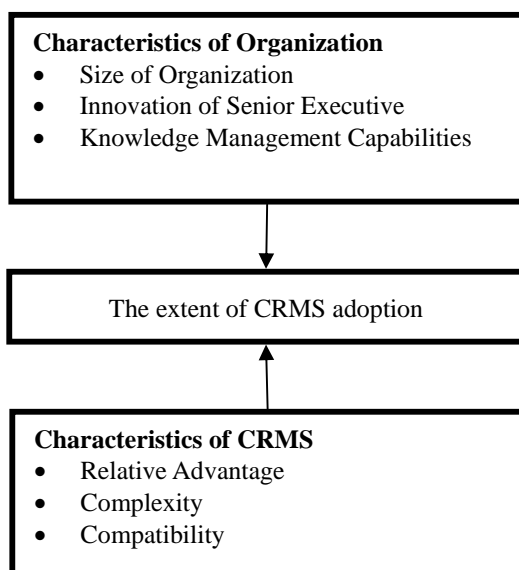 Characteristics of Organization
• Size of Organization
• Innovation of Senior Executive
• Knowledge Management Capabilities
The extent of CRMS adoption
Characteristics of CRMS
• Relative Advantage
• Complexity
• Compatibility